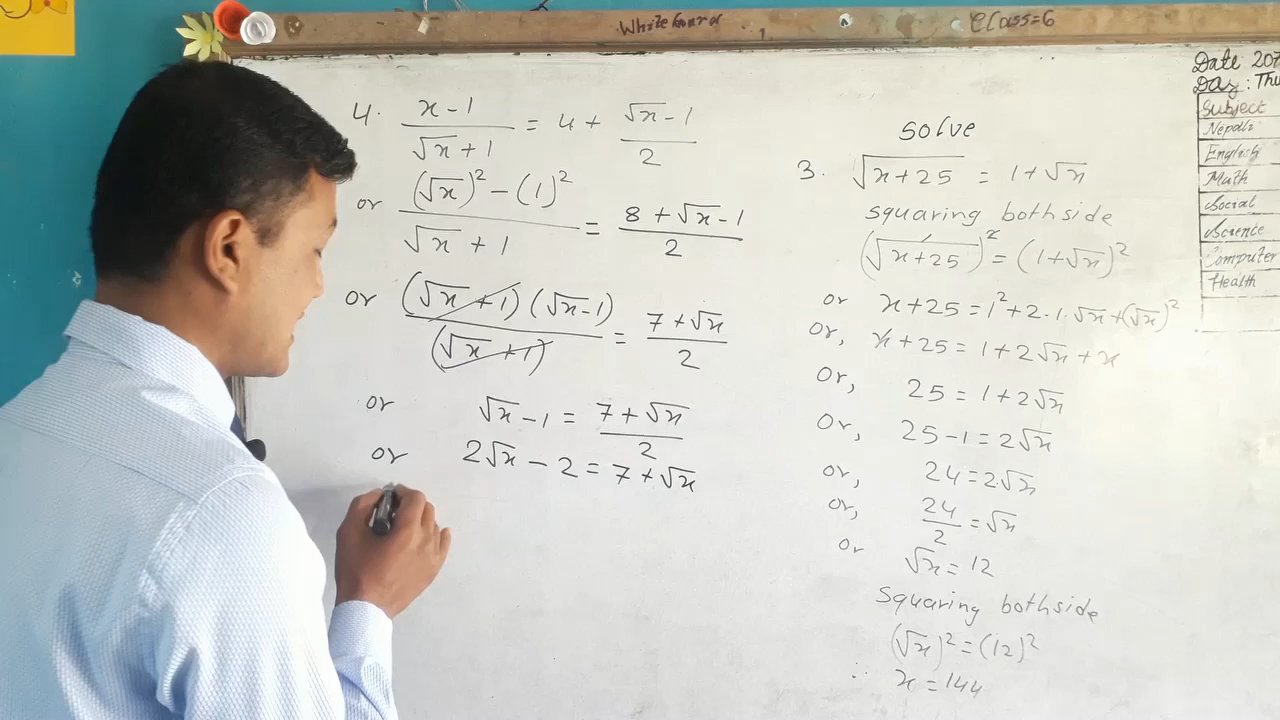 White board
Class=6
4. x-1/√x+1 = 4 + √x-1/2
or (√x)² - (1)²/√x + 1 = 8 + √x-1/2
or (√x + 1)(√x-1)/(√x + 1) = 7 + √x/2
or √x - 1 = 7 + √x/2
or 2√x - 2 = 7 + √x
solve
3. √x+25 = 1+√x
squaring bothside
(√x+25)² = (1+√x)²
or x+25 = 1² + 2·1·√x + (√x)²
or, x+25 = 1+2√x + x
or, 25 = 1+2√x
or, 25-1 = 2√x
or, 24 = 2√x
or, 24/2 = √x
or √x = 12
squaring bothside
(√x)² = (12)²
∴ x = 144
Date 207
Day: Thu
Subject
Nepali
English
Math
Social
Science
Computer
Health